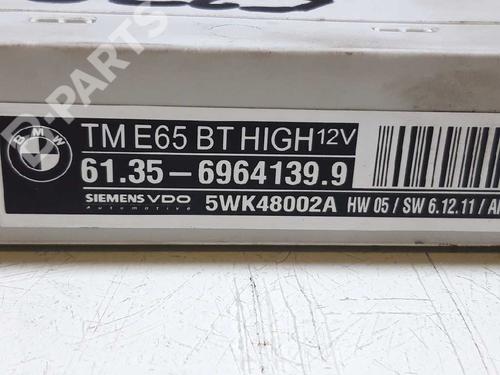 B-PARTS
BMW
TM E65 BT HIGH 12V
61.35 - 6964139.9
SIEMENS VDO
Automotive
5WK48002A HW 05 / SW 6.12.11 /